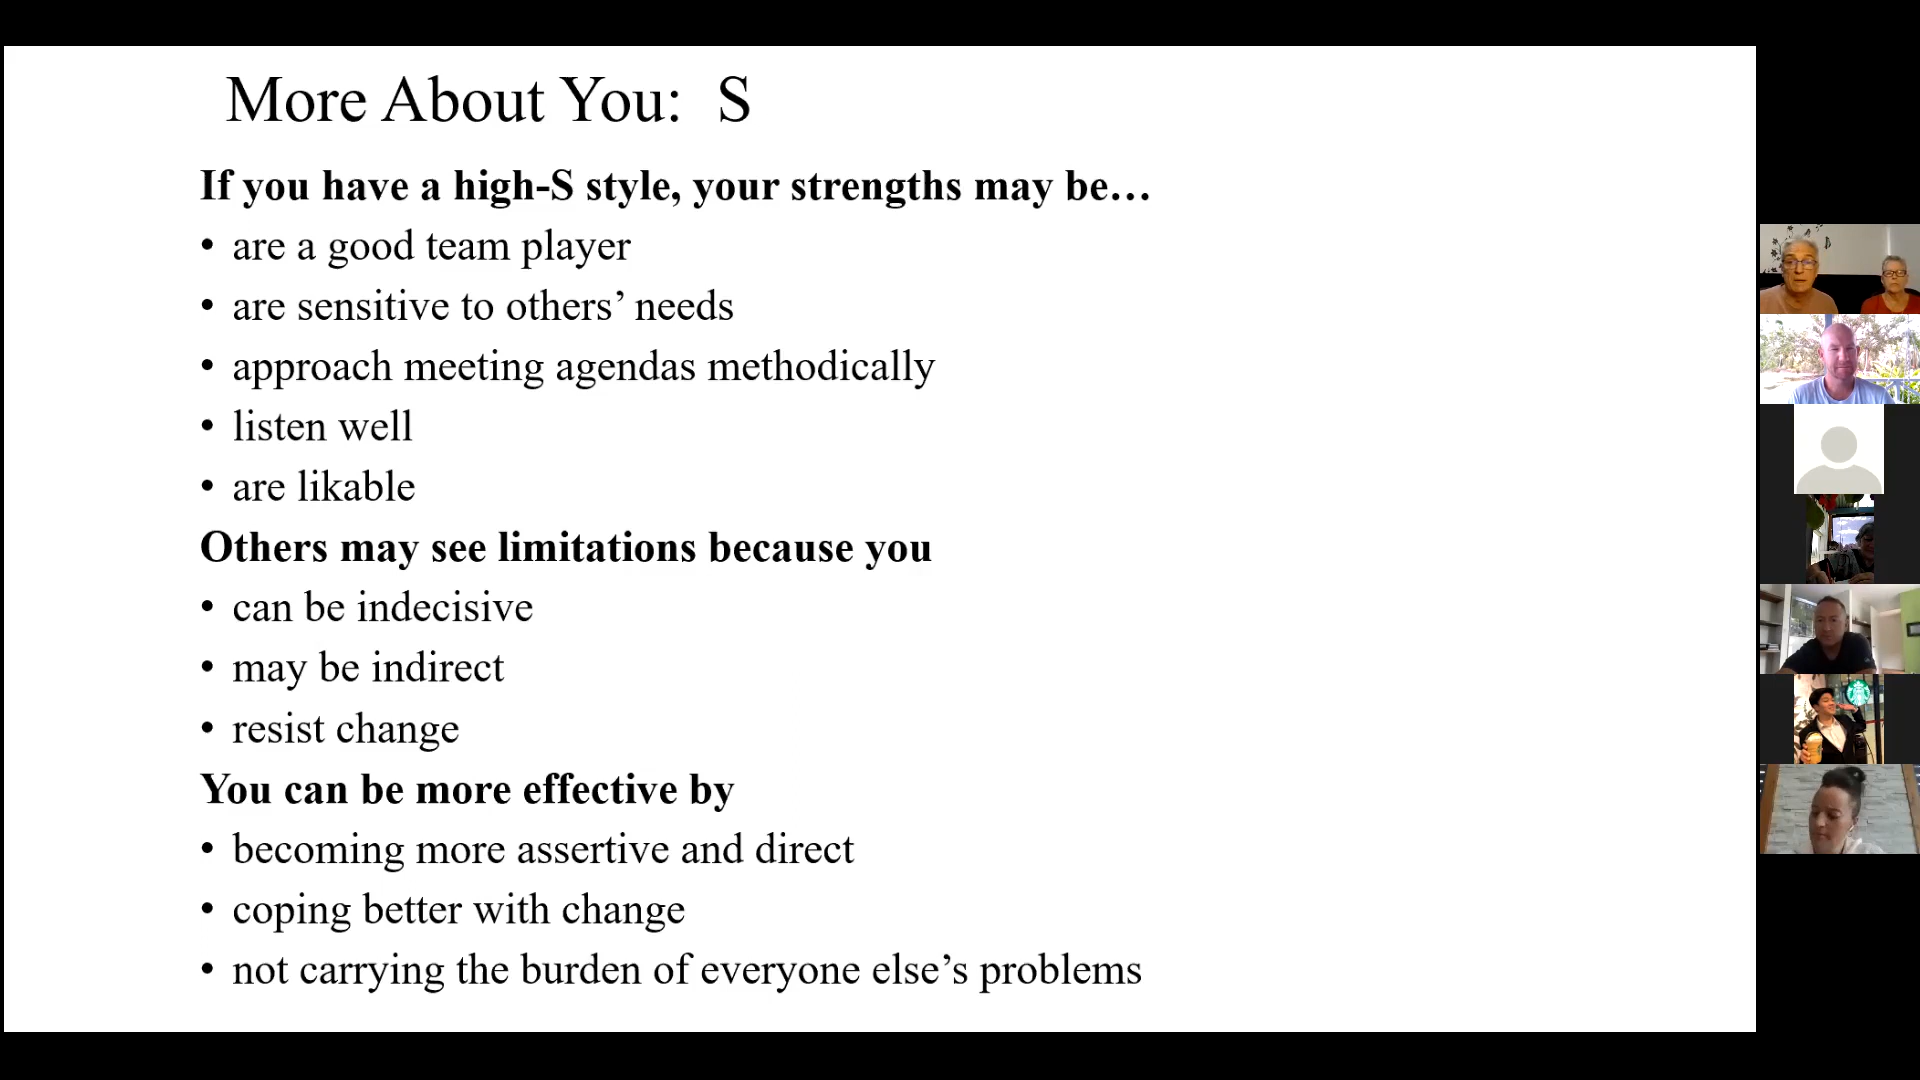 More About You: S
If you have a high-S style, your strengths may be…
• are a good team player
• are sensitive to others’ needs
• approach meeting agendas methodically
• listen well
• are likable
Others may see limitations because you
• can be indecisive
• may be indirect
• resist change
You can be more effective by
• becoming more assertive and direct
• coping better with change
• not carrying the burden of everyone else’s problems